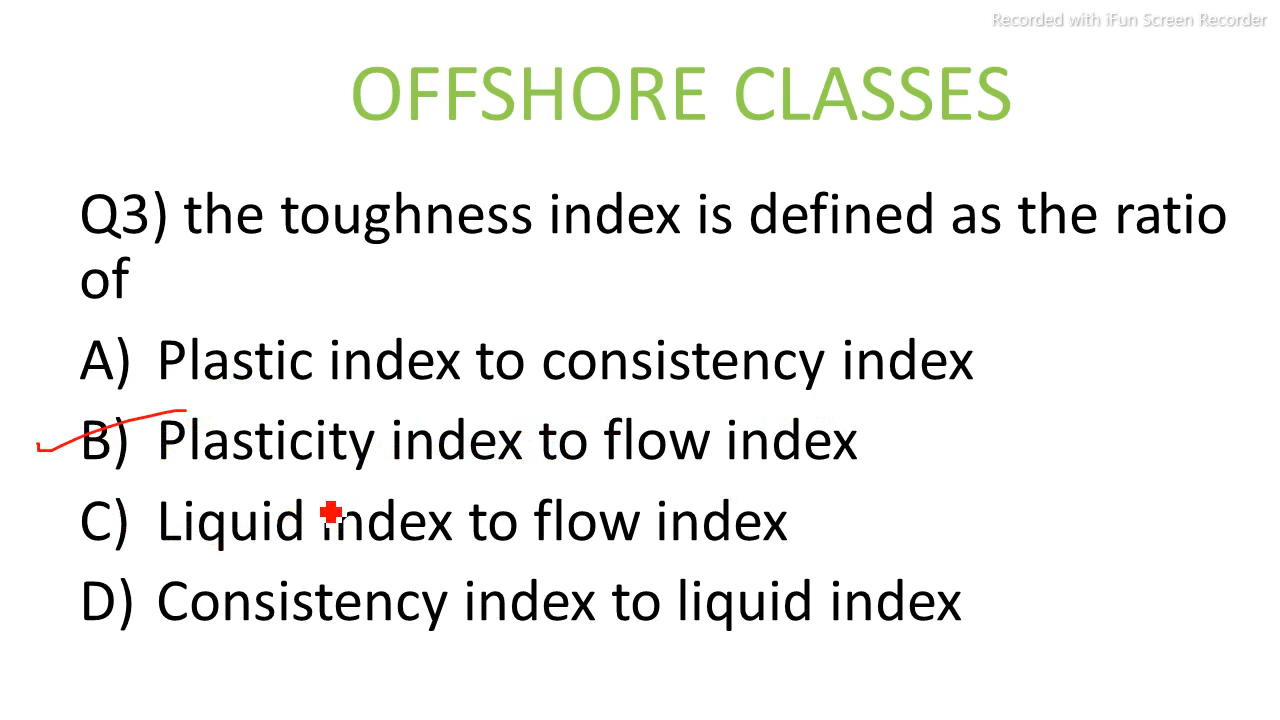 Recorded with iFun Screen Recorder
OFFSHORE CLASSES
Q3) the toughness index is defined as the ratio
of
A) Plastic index to consistency index
B) Plasticity index to flow index
C) Liquid index to flow index
D) Consistency index to liquid index